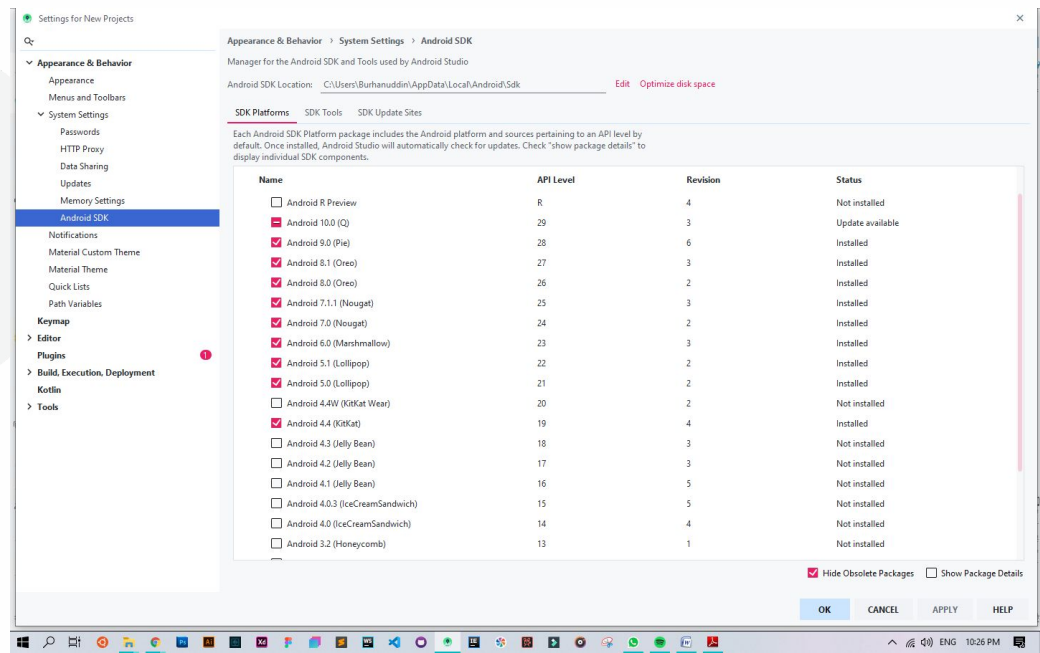 Settings for New Projects
Appearance & Behavior > System Settings > Android SDK
Appearance & Behavior
Appearance
Menus and Toolbars
System Settings
Passwords
HTTP Proxy
Data Sharing
Updates
Memory Settings
Android SDK
Notifications
Material Custom Theme
Material Theme
Quick Lists
Path Variables
Keymap
Editor
Plugins 1
Build, Execution, Deployment
Kotlin
Tools
Manager for the Android SDK and Tools used by Android Studio
Android SDK Location: C:\Users\Burhanuddin\AppData\Local\Android\Sdk Edit Optimize disk space
SDK Platforms SDK Tools SDK Update Sites
Each Android SDK Platform package includes the Android platform and sources pertaining to an API level by
default. Once installed, Android Studio will automatically check for updates. Check "show package details" to
display individual SDK components.
Name API Level Revision Status
Android R Preview R 4 Not installed
Android 10.0 (Q) 29 3 Update available
Android 9.0 (Pie) 28 6 Installed
Android 8.1 (Oreo) 27 3 Installed
Android 8.0 (Oreo) 26 2 Installed
Android 7.1.1 (Nougat) 25 3 Installed
Android 7.0 (Nougat) 24 2 Installed
Android 6.0 (Marshmallow) 23 3 Installed
Android 5.1 (Lollipop) 22 2 Installed
Android 5.0 (Lollipop) 21 2 Installed
Android 4.4W (KitKat Wear) 20 2 Not installed
Android 4.4 (KitKat) 19 4 Installed
Android 4.3 (Jelly Bean) 18 3 Not installed
Android 4.2 (Jelly Bean) 17 3 Not installed
Android 4.1 (Jelly Bean) 16 5 Not installed
Android 4.0.3 (IceCreamSandwich) 15 5 Not installed
Android 4.0 (IceCreamSandwich) 14 4 Not installed
Android 3.2 (Honeycomb) 13 1 Not installed
Hide Obsolete Packages Show Package Details
OK CANCEL APPLY HELP
Ps Ai Xd ENG 10:26 PM